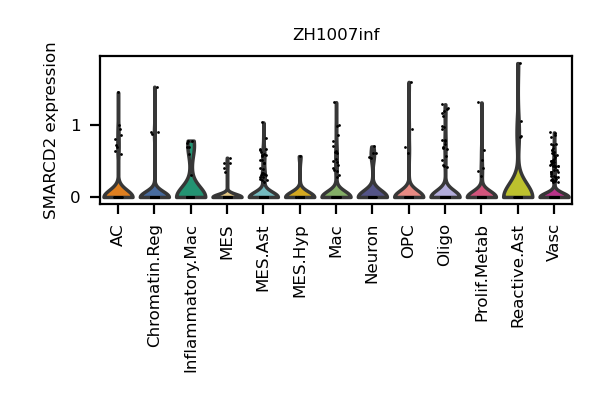 ZH1007inf
SMARCD2 expression
1
0
AC
Chromatin.Reg
Inflammatory.Mac
MES
MES.Ast
MES.Hyp
Mac
Neuron
OPC
Oligo
Prolif.Metab
Reactive.Ast
Vasc